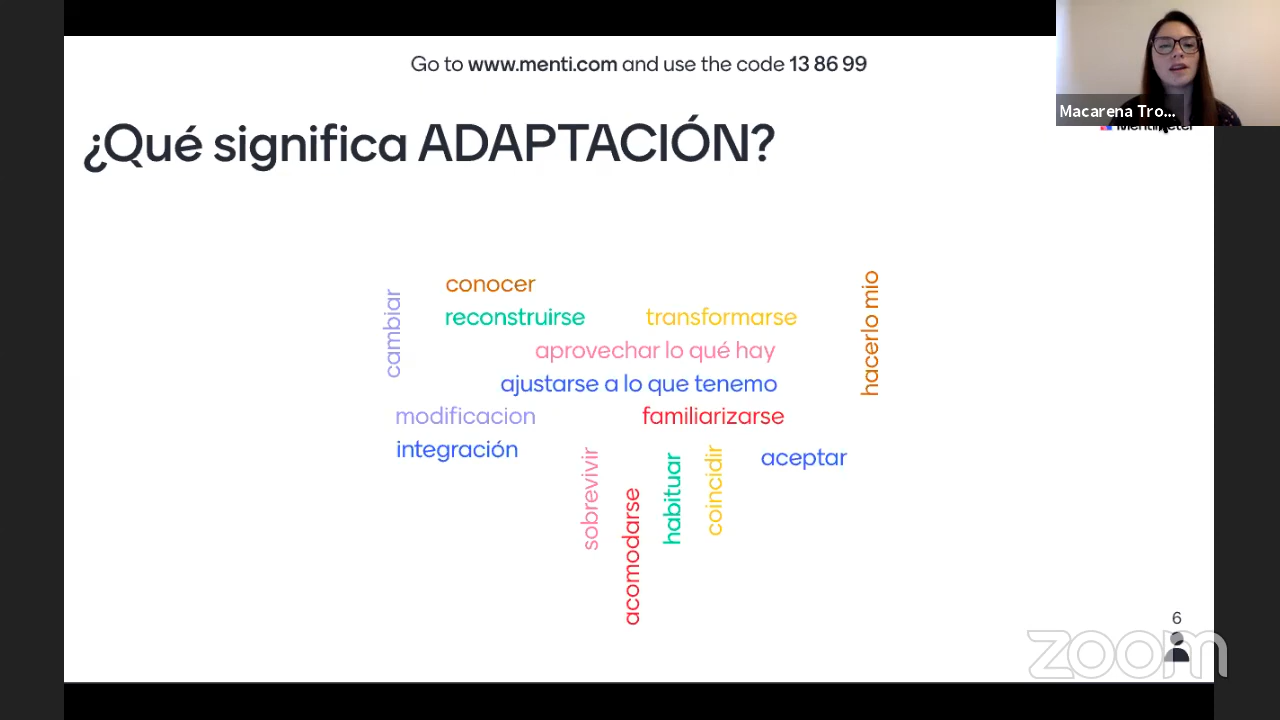 Go to www.menti.com and use the code 13 86 99
Macarena Tro...
Mentimeter
¿Qué significa ADAPTACIÓN?
conocer
cambiar
reconstruirse
transformarse
hacerlo mio
aprovechar lo qué hay
ajustarse a lo que tenemo
modificacion
familiarizarse
integración
sobrevivir
acomodarse
habituar
coincidir
aceptar
6
zoom